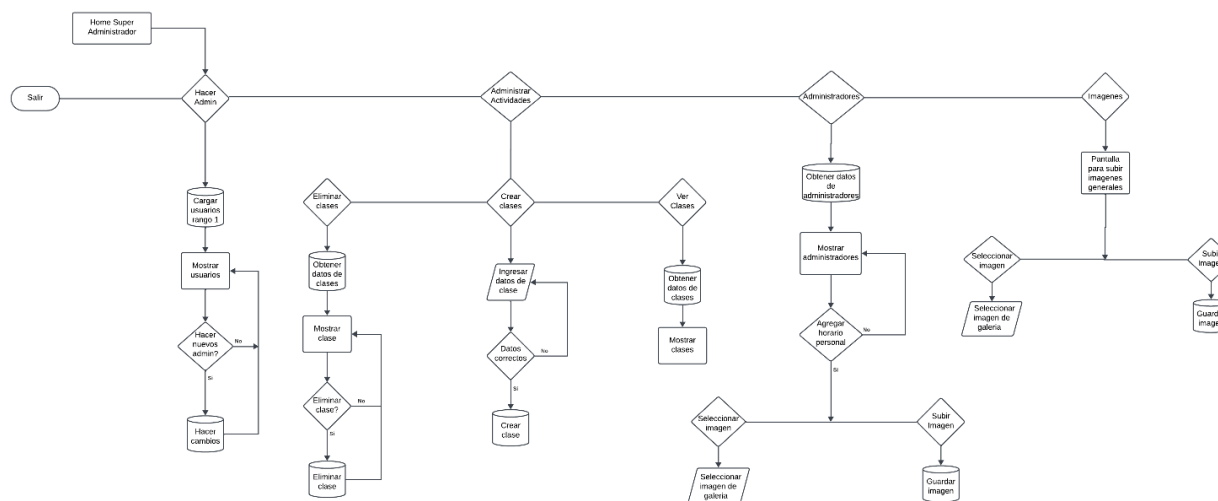 Home Super
Administrador
Salir
Hacer
Admin
Administrar
Actividades
Administradores
Imagenes
Cargar
usuarios
rango 1
Mostrar
usuarios
Hacer
nuevos
admin?
No
Si
Hacer
cambios
Eliminar
clases
Crear
clases
Ver
Clases
Obtener
datos de
clases
Mostrar
clase
Eliminar
clase?
No
Si
Eliminar
clase
Ingresar
datos de
clase
Datos
correctos
No
Si
Crear
clase
Obtener
datos de
clases
Mostrar
clases
Obtener datos
de
administradores
Mostrar
administradores
Agregar
horario
personal
No
Si
Seleccionar
imagen
Seleccionar
imagen de
galeria
Subir
Imagen
Guardar
imagen
Pantalla
para subir
imagenes
generales
Seleccionar
imagen
Seleccionar
imagen de
galeria